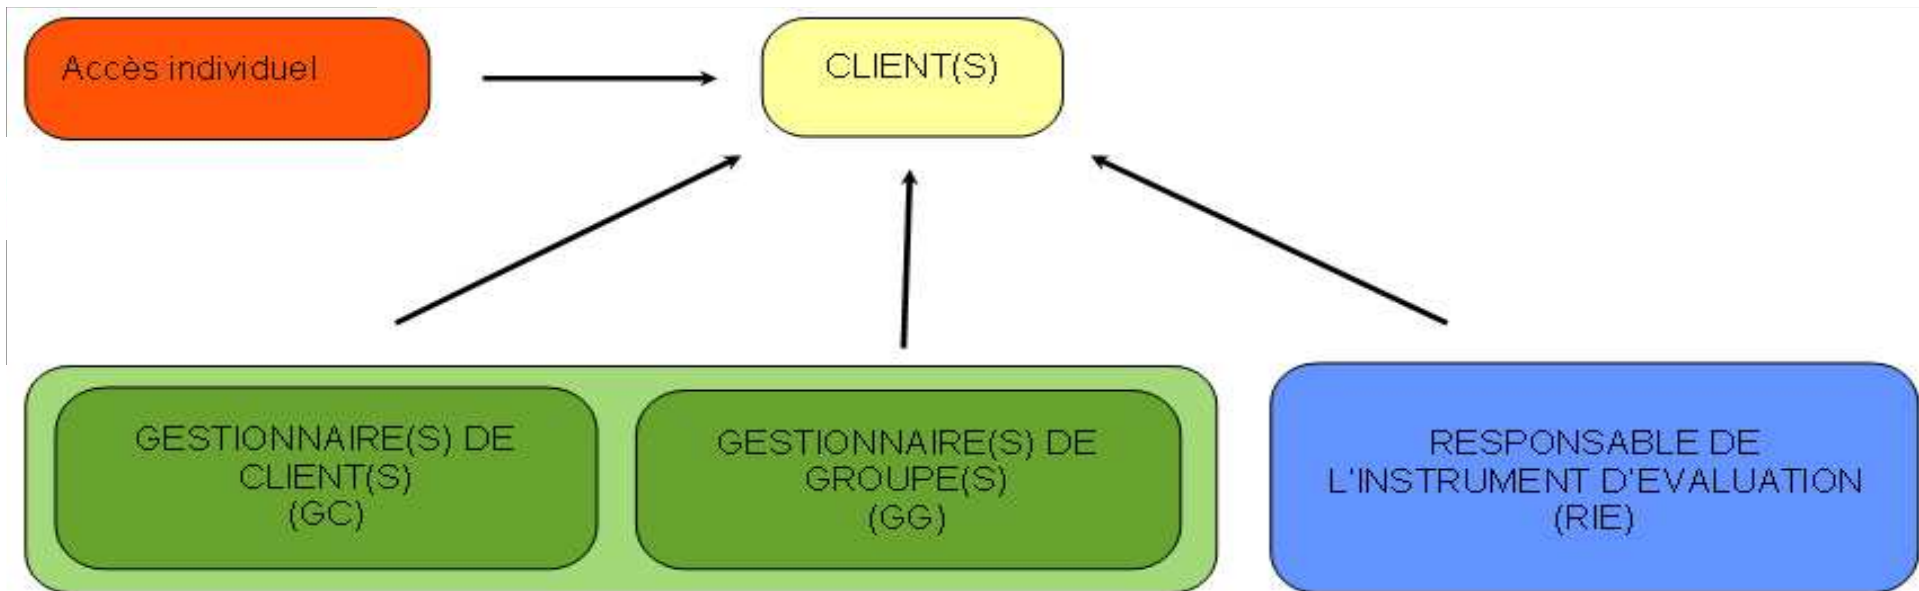 Accès individuel
CLIENT(S)
GESTIONNAIRE(S) DE
CLIENT(S)
(GC)
GESTIONNAIRE(S) DE
GROUPE(S)
(GG)
RESPONSABLE DE
L'INSTRUMENT D'EVALUATION
(RIE)